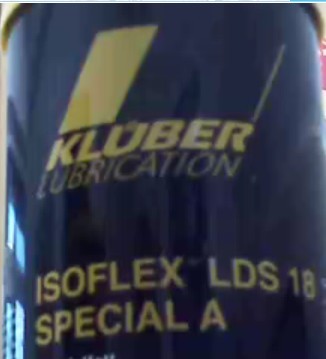 KLÜBER
LUBRICATION
ISOFLEX LDS 18
SPECIAL A